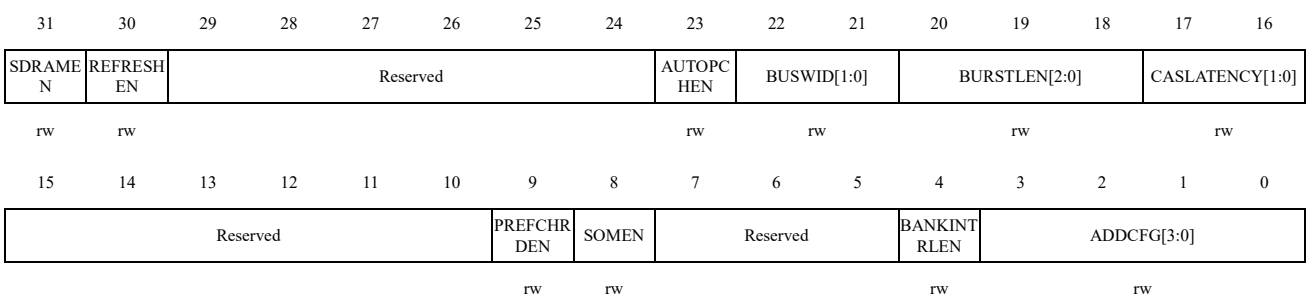 31 30 29 28 27 26 25 24 23 22 21 20 19 18 17 16
SDRAME
N
REFRESH
EN
Reserved
AUTOPC
HEN
BUSWID[1:0]
BURSTLEN[2:0]
CASLATENCY[1:0]
rw rw rw rw rw rw
15 14 13 12 11 10 9 8 7 6 5 4 3 2 1 0
Reserved
PREFCHR
DEN
SOMEN
Reserved
BANKINT
RLEN
ADDCFG[3:0]
rw rw rw rw